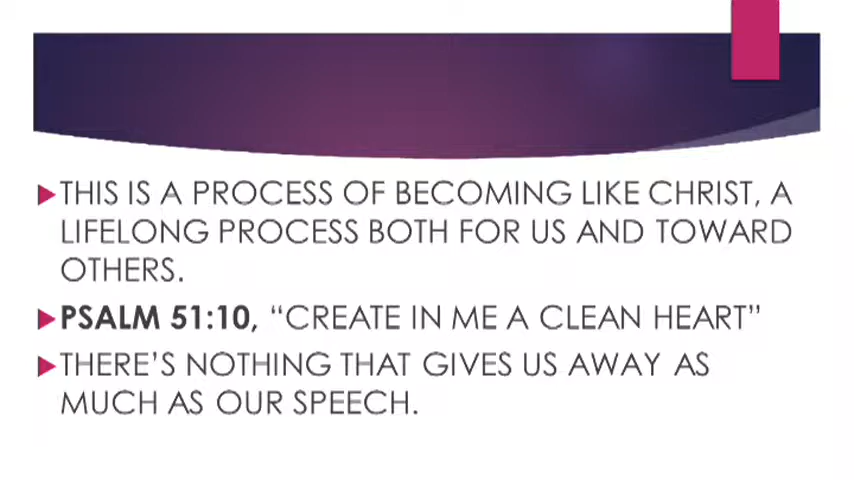 THIS IS A PROCESS OF BECOMING LIKE CHRIST, A
LIFELONG PROCESS BOTH FOR US AND TOWARD
OTHERS.
PSALM 51:10, “CREATE IN ME A CLEAN HEART”
THERE’S NOTHING THAT GIVES US AWAY AS
MUCH AS OUR SPEECH.